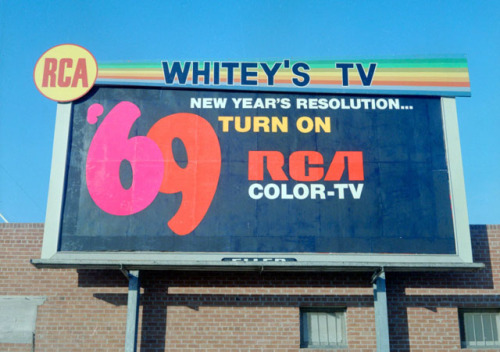 RCA WHITEY'S TV
NEW YEAR'S RESOLUTION...
'69 TURN ON
RCA
COLOR-TV